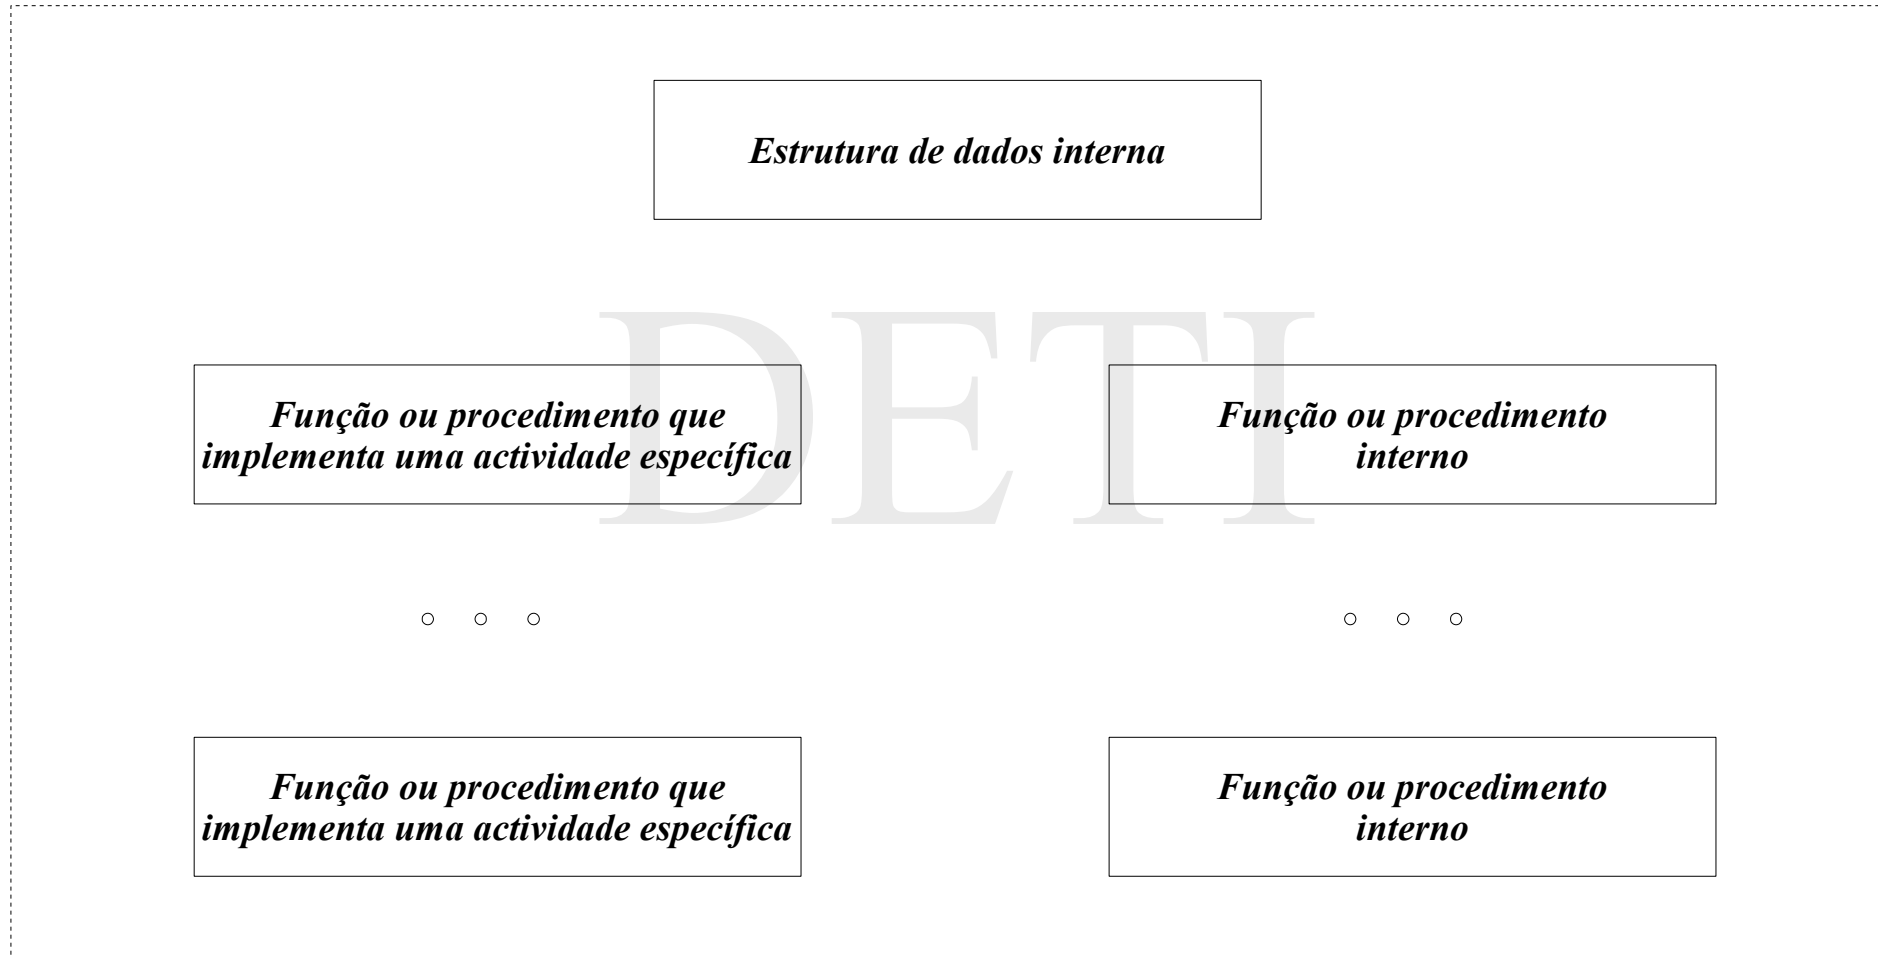 Estrutura de dados interna
DETI
Função ou procedimento que
implementa uma actividade específica
Função ou procedimento
interno
Função ou procedimento que
implementa uma actividade específica
Função ou procedimento
interno